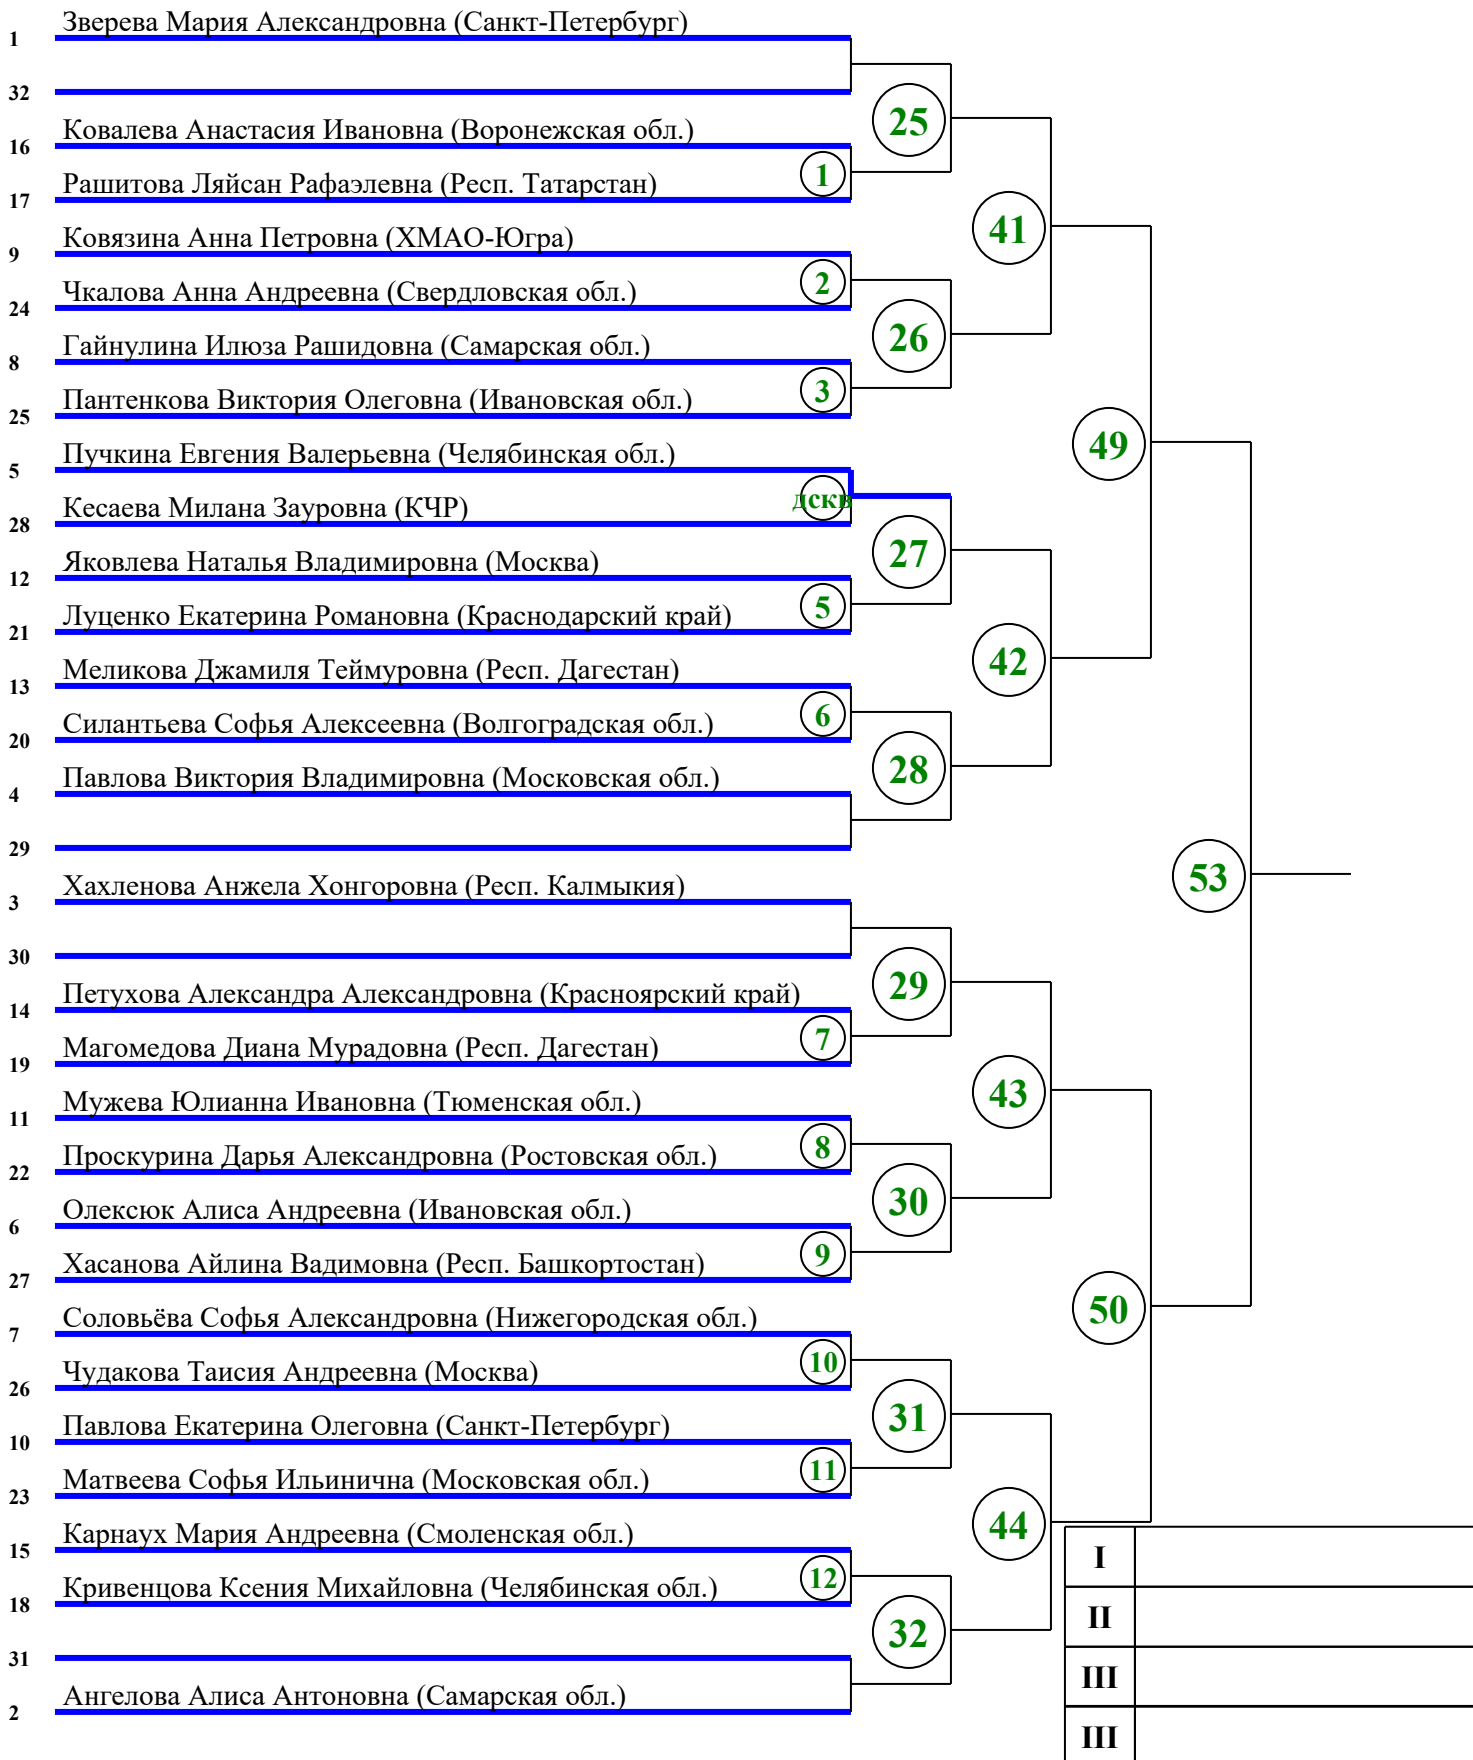 1 Зверева Мария Александровна (Санкт-Петербург)
32
25
16 Ковалева Анастасия Ивановна (Воронежская обл.)
1
17 Рашитова Ляйсан Рафаэлевна (Респ. Татарстан)
41
9 Ковязина Анна Петровна (ХМАО-Югра)
2
24 Чкалова Анна Андреевна (Свердловская обл.)
26
8 Гайнулина Илюза Рашидовна (Самарская обл.)
3
25 Пантенкова Виктория Олеговна (Ивановская обл.)
49
5 Пучкина Евгения Валерьевна (Челябинская обл.)
дскв
28 Кесаева Милана Зауровна (КЧР)
27
12 Яковлева Наталья Владимировна (Москва)
5
21 Луценко Екатерина Романовна (Краснодарский край)
42
13 Меликова Джамиля Теймуровна (Респ. Дагестан)
6
20 Силантьева Софья Алексеевна (Волгоградская обл.)
28
4 Павлова Виктория Владимировна (Московская обл.)
29
53
3 Хахленова Анжела Хонгоровна (Респ. Калмыкия)
30
29
14 Петухова Александра Александровна (Красноярский край)
7
19 Магомедова Диана Мурадовна (Респ. Дагестан)
43
11 Мужева Юлианна Ивановна (Тюменская обл.)
8
22 Проскурина Дарья Александровна (Ростовская обл.)
30
6 Олексюк Алиса Андреевна (Ивановская обл.)
9
27 Хасанова Айлина Вадимовна (Респ. Башкортостан)
50
7 Соловьёва Софья Александровна (Нижегородская обл.)
10
26 Чудакова Таисия Андреевна (Москва)
31
10 Павлова Екатерина Олеговна (Санкт-Петербург)
11
23 Матвеева Софья Ильинична (Московская обл.)
44
15 Карнаух Мария Андреевна (Смоленская обл.)
12
18 Кривенцова Ксения Михайловна (Челябинская обл.)
32
31
2 Ангелова Алиса Антоновна (Самарская обл.)
I
II
III
III